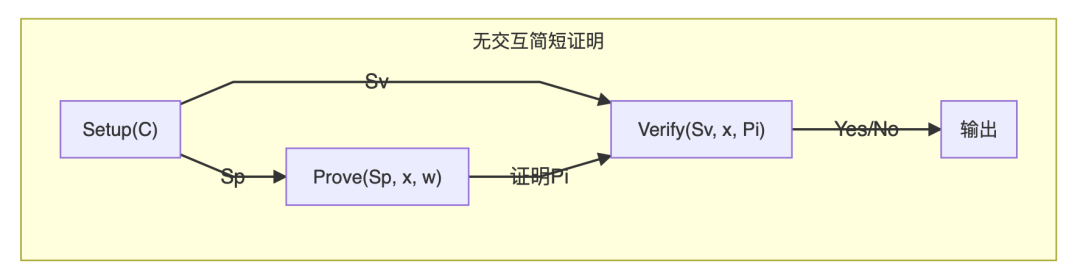 无交互简短证明
Sv
Setup(C)
Verify(Sv, x, Pi)
Yes/No
输出
Sp
Prove(Sp, x, w)
证明Pi